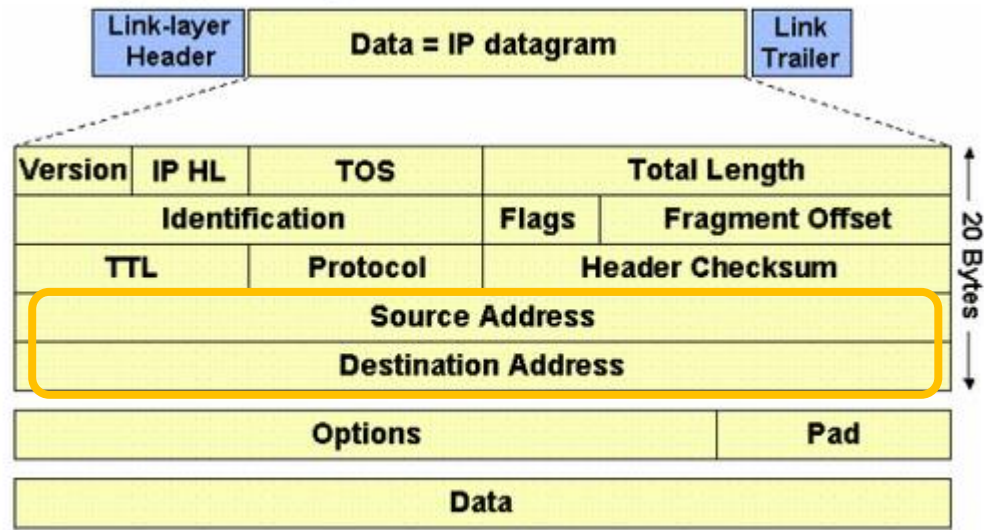 Link-layer Header
Data = IP datagram
Link Trailer
Version IP HL TOS Total Length
Identification Flags Fragment Offset
TTL Protocol Header Checksum
Source Address
Destination Address
20 Bytes
Options Pad
Data